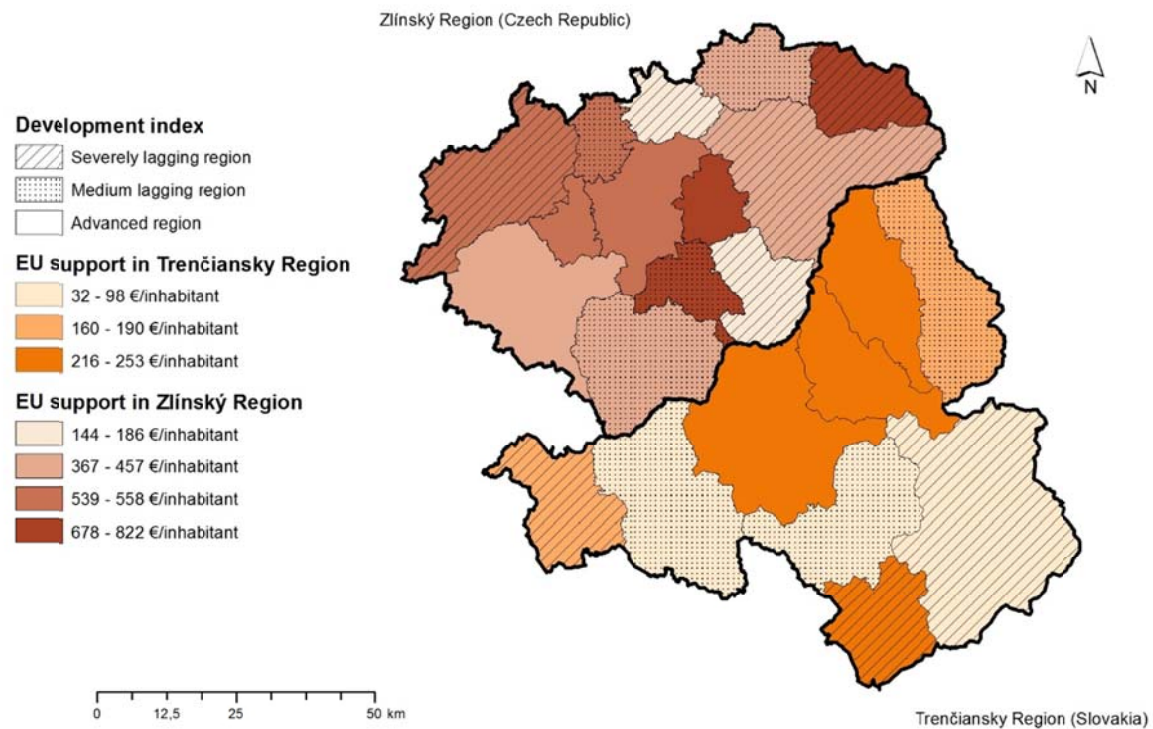 Zlínský Region (Czech Republic)
N
Development index
Severely lagging region
Medium lagging region
Advanced region
EU support in Trenčiansky Region
32 - 98 €/inhabitant
160 - 190 €/inhabitant
216 - 253 €/inhabitant
EU support in Zlínský Region
144 - 186 €/inhabitant
367 - 457 €/inhabitant
539 - 558 €/inhabitant
678 - 822 €/inhabitant
0 12,5 25 50 km
Trenčiansky Region (Slovakia)